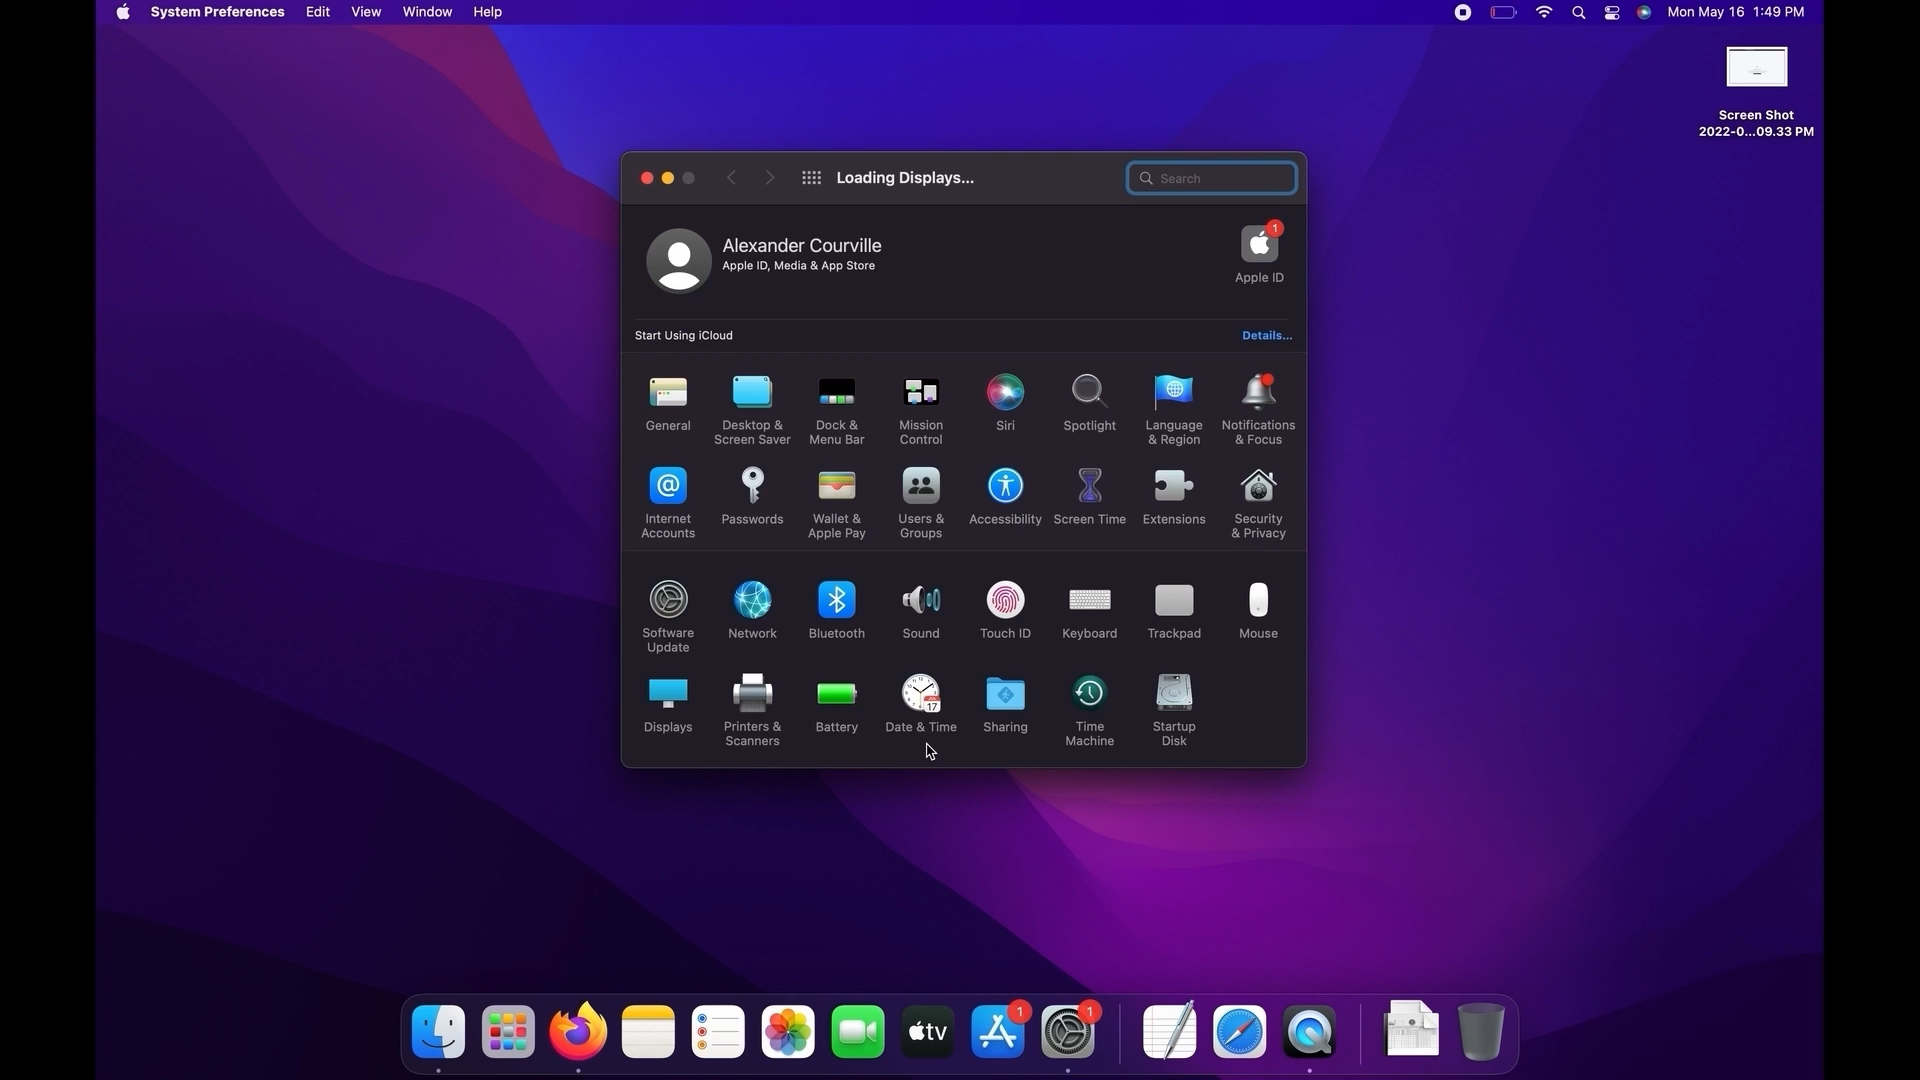 System Preferences Edit View Window Help Mon May 16 1:49 PM
Screen Shot
2022-0...09.33 PM
Loading Displays... Search
Alexander Courville
Apple ID, Media & App Store
1
Apple ID
Start Using iCloud Details...
General Desktop & Dock & Mission Siri Spotlight Language Notifications
Screen Saver Menu Bar Control & Region & Focus
@
Internet Passwords Wallet & Users & Accessibility Screen Time Extensions Security
Accounts Apple Pay Groups & Privacy
Software Network Bluetooth Sound Touch ID Keyboard Trackpad Mouse
Update
17
Displays Printers & Battery Date & Time Sharing Time Startup
Scanners Machine Disk
1 1
tv